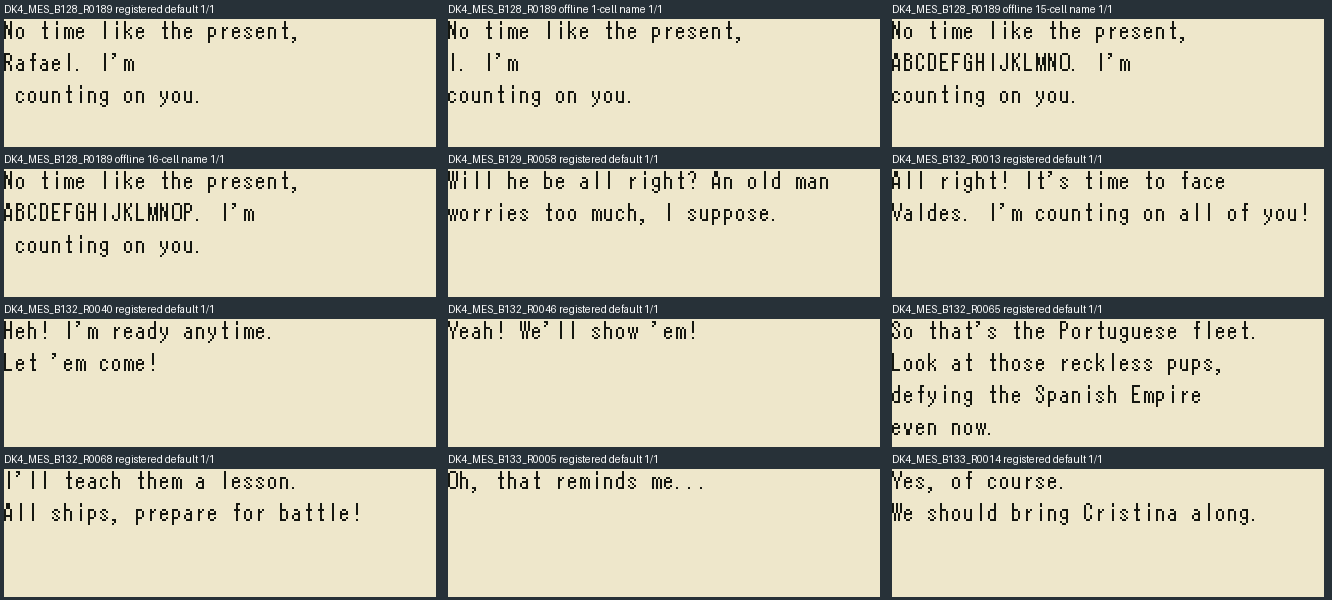 DK4_MES_B128_R0189 registered default 1/1
No time like the present,
Rafael. I'm
counting on you.
DK4_MES_B128_R0189 offline 1-cell name 1/1
No time like the present,
I. I'm
counting on you.
DK4_MES_B128_R0189 offline 15-cell name 1/1
No time like the present,
ABCDEFGHIJKLMNO. I'm
counting on you.
DK4_MES_B128_R0189 offline 16-cell name 1/1
No time like the present,
ABCDEFGHIJKLMNOP. I'm
counting on you.
DK4_MES_B129_R0058 registered default 1/1
Will he be all right? An old man
worries too much, I suppose.
DK4_MES_B132_R0013 registered default 1/1
All right! It's time to face
Valdes. I'm counting on all of you!
DK4_MES_B132_R0040 registered default 1/1
Heh! I'm ready anytime.
Let 'em come!
DK4_MES_B132_R0046 registered default 1/1
Yeah! We'll show 'em!
DK4_MES_B132_R0065 registered default 1/1
So that's the Portuguese fleet.
Look at those reckless pups,
defying the Spanish Empire
even now.
DK4_MES_B132_R0068 registered default 1/1
I'll teach them a lesson.
All ships, prepare for battle!
DK4_MES_B133_R0005 registered default 1/1
Oh, that reminds me...
DK4_MES_B133_R0014 registered default 1/1
Yes, of course.
We should bring Cristina along.